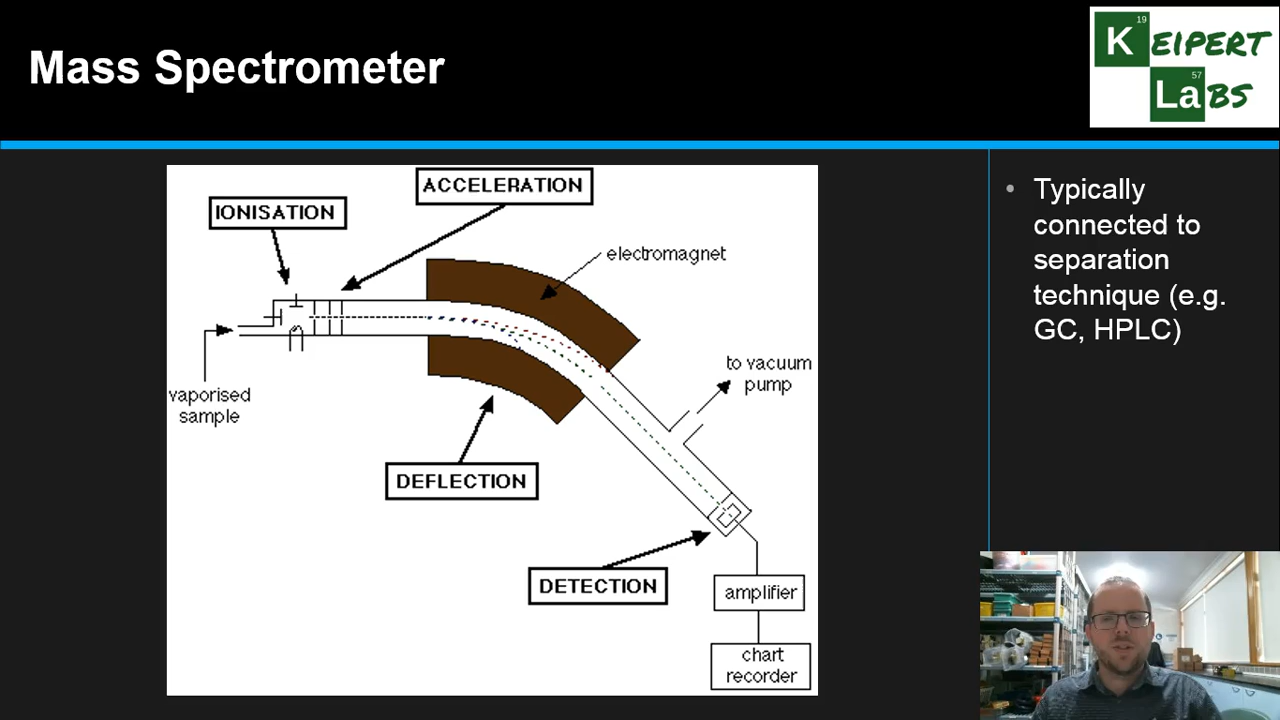 Mass Spectrometer
19
K EIPERT
57
La BS
ACCELERATION
IONISATION
electromagnet
to vacuum
pump
vaporised
sample
DEFLECTION
DETECTION
amplifier
chart
recorder
• Typically
connected to
separation
technique (e.g.
GC, HPLC)